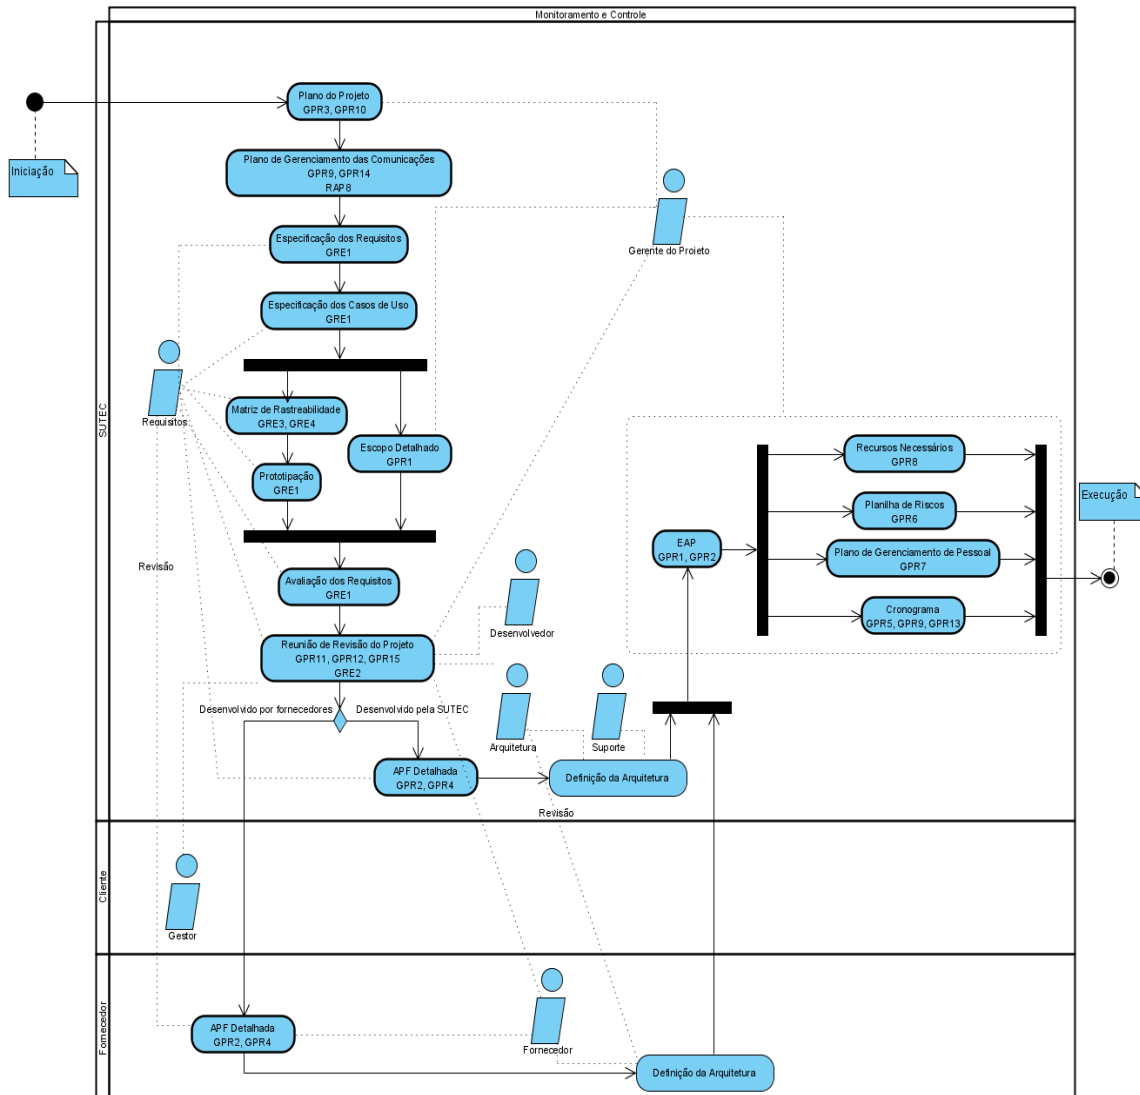 Monitoramento e Controle
SUTEC
Iniciação
Plano do Projeto
GPR3, GPR10
Plano de Gerenciamento das Comunicações
GPR9, GPR14
RAP8
Gerente do Projeto
Especificação dos Requisitos
GRE1
Especificação dos Casos de Uso
GRE1
Requisitos
Matriz de Rastreabilidade
GRE3, GRE4
Escopo Detalhado
GPR1
Prototipação
GRE1
Revisão
Avaliação dos Requisitos
GRE1
Desenvolvedor
Reunião de Revisão do Projeto
GPR11, GPR12, GPR15
GRE2
Desenvolvido por fornecedores
Desenvolvido pela SUTEC
Arquitetura
Suporte
APF Detalhada
GPR2, GPR4
Definição da Arquitetura
Revisão
EAP
GPR1, GPR2
Recursos Necessários
GPR8
Planilha de Riscos
GPR6
Plano de Gerenciamento de Pessoal
GPR7
Cronograma
GPR5, GPR9, GPR13
Execução
Cliente
Gestor
Fornecedor
APF Detalhada
GPR2, GPR4
Fornecedor
Definição da Arquitetura